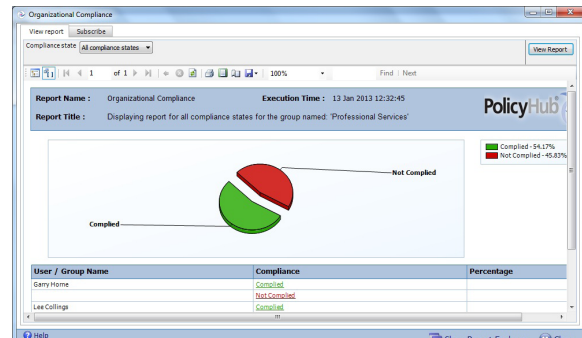 Organizational Compliance
View report Subscribe
Compliance state All compliance states View Report
1 of 1 100% Find | Next
Report Name : Organizational Compliance Execution Time : 13 Jan 2013 12:32:45
Report Title : Displaying report for all compliance states for the group named: 'Professional Services'
PolicyHub
Complied - 54.17%
Not Complied - 45.83%
Not Complied
Complied
User / Group Name Compliance Percentage
Garry Horne Complied
Not Complied
Lee Collings Complied
Help